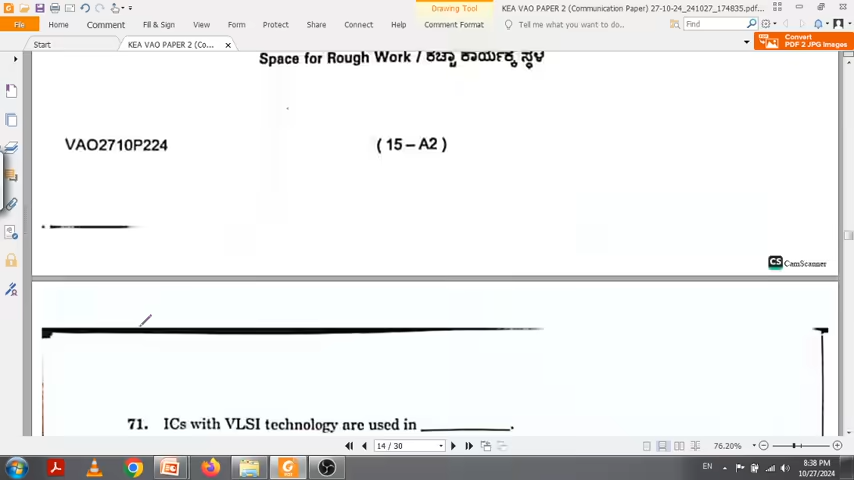 Drawing Tool
KEA VAO PAPER 2 (Communication Paper) 27-10-24_241027_174835.pdf...
File
Home
Comment
Fill & Sign
View
Form
Protect
Share
Connect
Help
Comment Format
Tell me what you want to do...
Find
Start
KEA VAO PAPER 2 (Co...
Convert
PDF 2 JPG Images
Space for Rough Work / ಕಚ್ಚಾ ಕಾರ್ಯಕ್ಕೆ ಸ್ಥಳ
VAO2710P224
( 15 – A2 )
CS CamScanner
71. ICs with VLSI technology are used in __________.
14 / 30
76.20%
EN
8:38 PM
10/27/2024